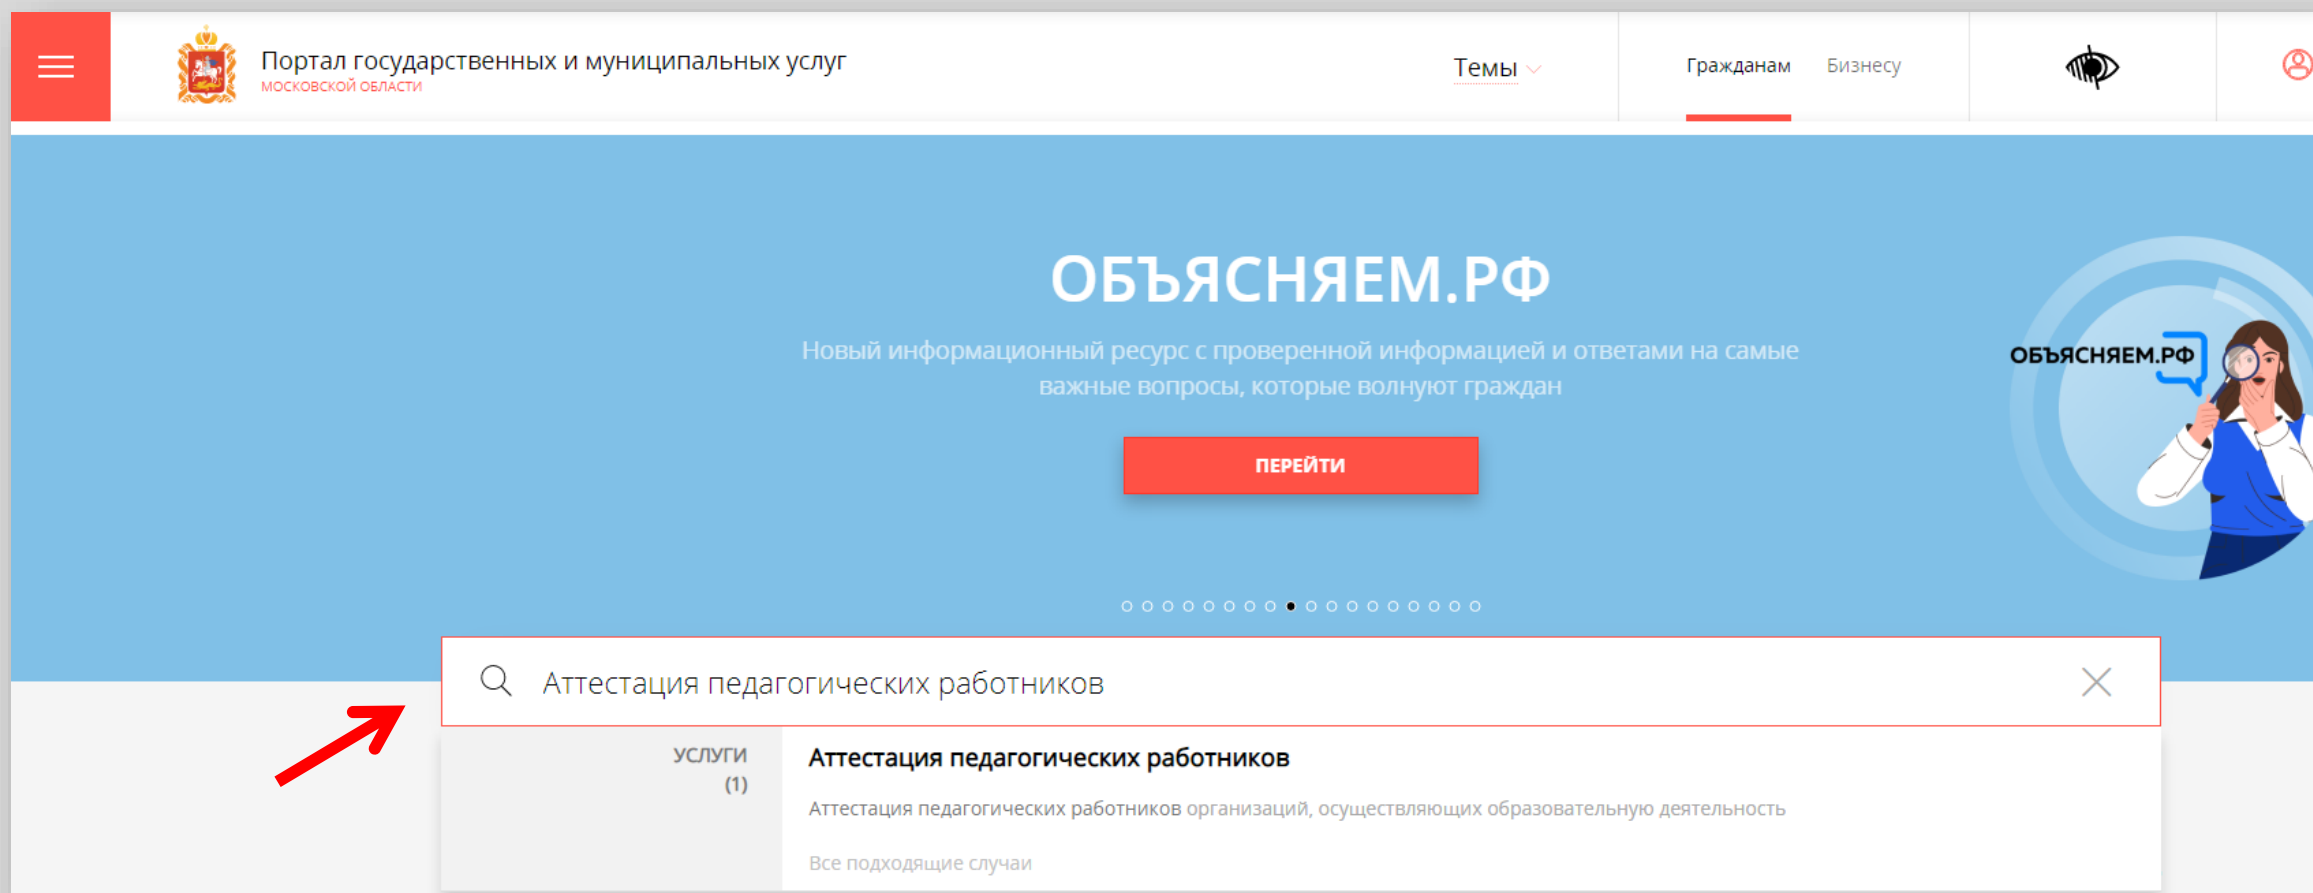 Портал государственных и муниципальных услуг
МОСКОВСКОЙ ОБЛАСТИ
Темы
Гражданам
Бизнесу
ОБЪЯСНЯЕМ.РФ
Новый информационный ресурс с проверенной информацией и ответами на самые
важные вопросы, которые волнуют граждан
ОБЪЯСНЯЕМ.РФ
ПЕРЕЙТИ
Аттестация педагогических работников
УСЛУГИ
(1)
Аттестация педагогических работников
Аттестация педагогических работников организаций, осуществляющих образовательную деятельность
Все подходящие случаи